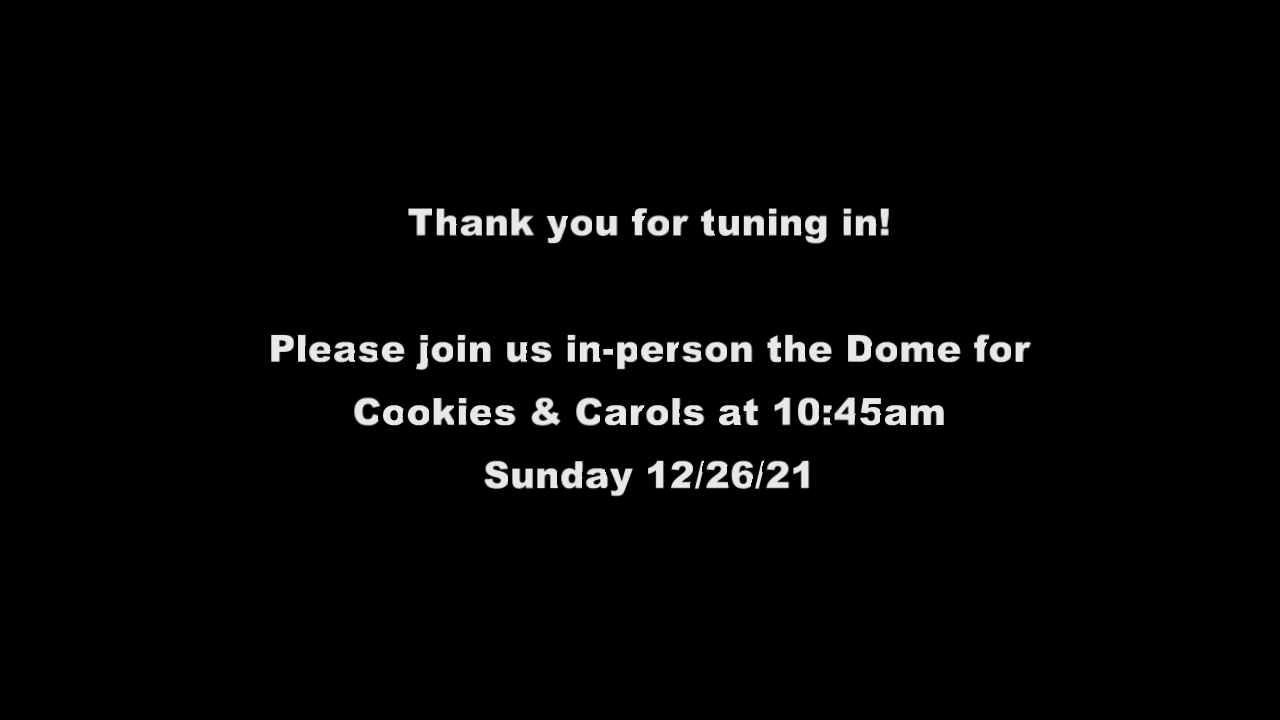 Thank you for tuning in!
Please join us in-person the Dome for
Cookies & Carols at 10:45am
Sunday 12/26/21